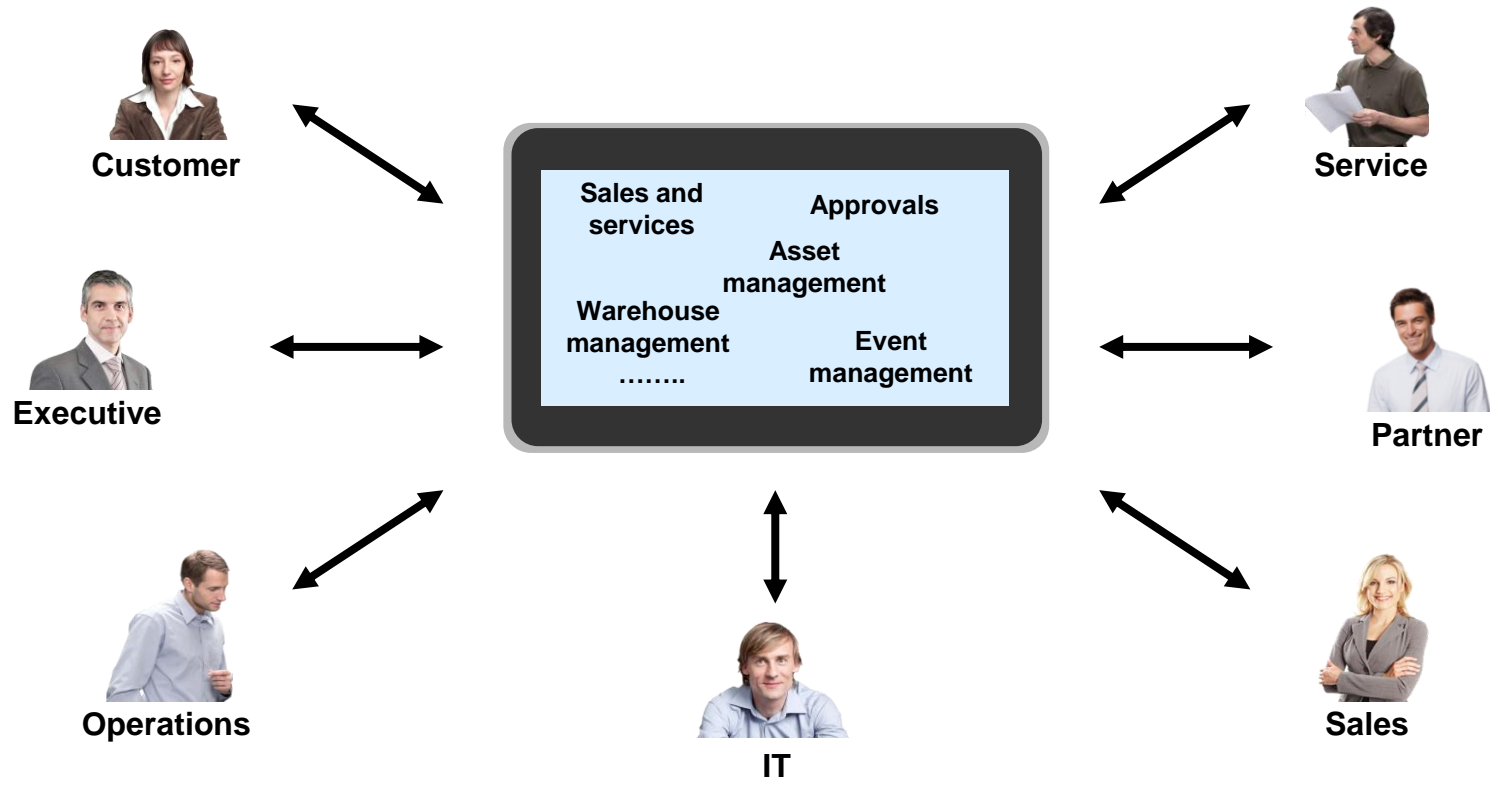 Customer
Service
Sales and
services
Approvals
Asset
management
Warehouse
management
……..
Event
management
Executive
Partner
Operations
IT
Sales